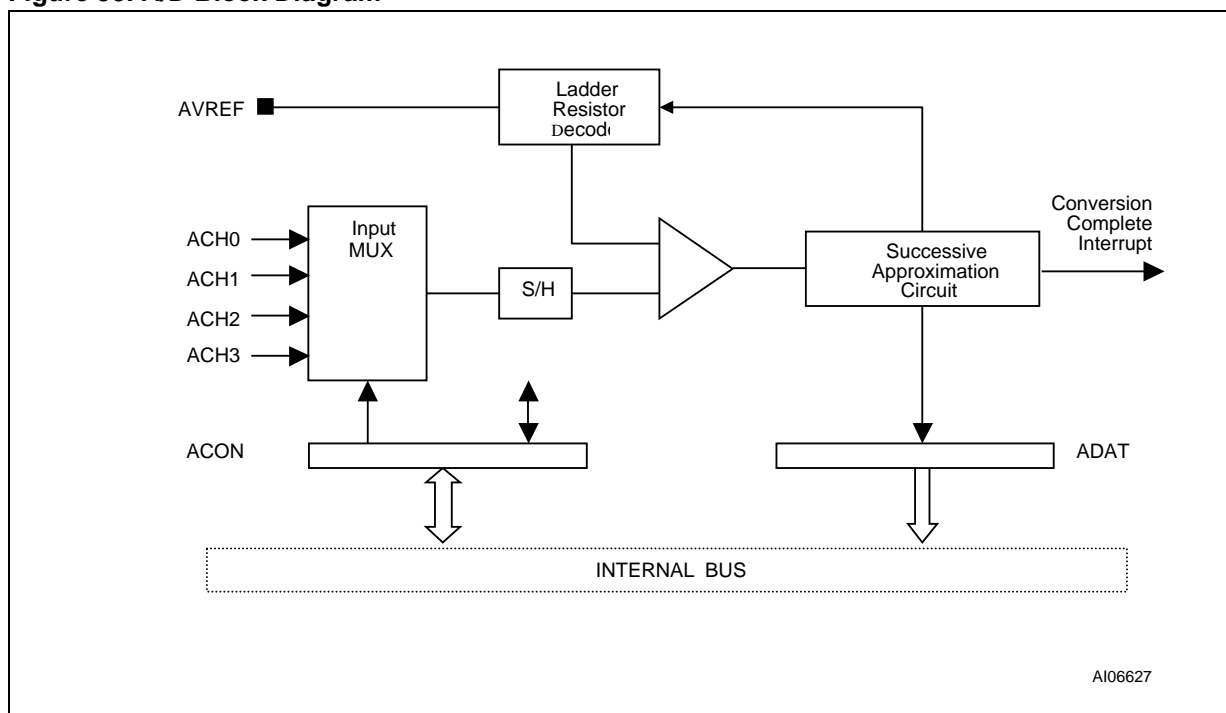 AVREF
Ladder
Resistor
Decod
ACH0
ACH1
ACH2
ACH3
Input
MUX
S/H
Successive
Approximation
Circuit
Conversion
Complete
Interrupt
ACON
ADAT
INTERNAL BUS
AI06627